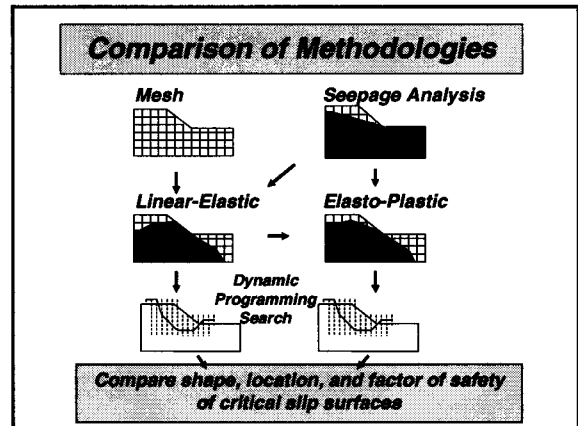 Comparison of Methodologies
Mesh
Seepage Analysis
Linear-Elastic
Elasto-Plastic
Dynamic
Programming
Search
Compare shape, location, and factor of safety
of critical slip surfaces